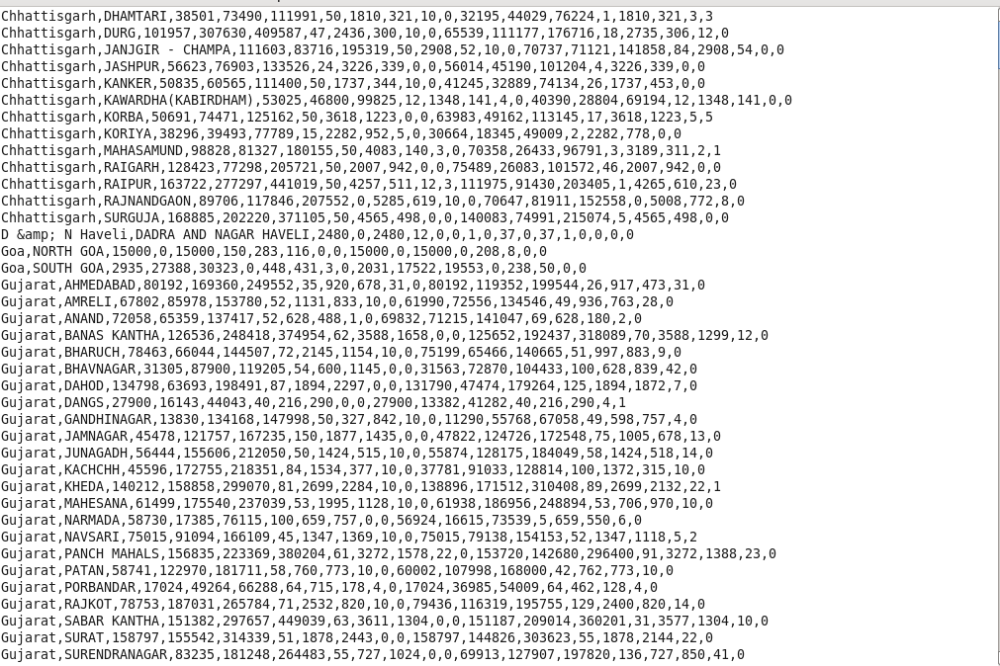 Chhattisgarh,DHAMTARI,38501,73490,111991,50,1810,321,10,0,32195,44029,76224,1,1810,321,3,3
Chhattisgarh,DURG,101957,307630,409587,47,2436,300,10,0,65539,111177,176716,18,2735,306,12,0
Chhattisgarh,JANJGIR - CHAMPA,111603,83716,195319,50,2908,52,10,0,70737,71121,141858,84,2908,54,0,0
Chhattisgarh,JASHPUR,56623,76903,133526,24,3226,339,0,0,56014,45190,101204,4,3226,339,0,0
Chhattisgarh,KANKER,50835,60565,111400,50,1737,344,10,0,41245,32889,74134,26,1737,453,0,0
Chhattisgarh,KAWARDHA(KABIRDHAM),53025,46800,99825,12,1348,141,4,0,40390,28804,69194,12,1348,141,0,0
Chhattisgarh,KORBA,50691,74471,125162,50,3618,1223,0,0,63983,49162,113145,17,3618,1223,5,5
Chhattisgarh,KORIYA,38296,39493,77789,15,2282,952,5,0,30664,18345,49009,2,2282,778,0,0
Chhattisgarh,MAHASAMUND,98828,81327,180155,50,4083,140,3,0,70358,26433,96791,3,3189,311,2,1
Chhattisgarh,RAIGARH,128423,77298,205721,50,2007,942,0,0,75489,26083,101572,46,2007,942,0,0
Chhattisgarh,RAIPUR,163722,277297,441019,50,4257,511,12,3,111975,91430,203405,1,4265,610,23,0
Chhattisgarh,RAJNANDGAON,89706,117846,207552,0,5285,619,10,0,70647,81911,152558,0,5008,772,8,0
Chhattisgarh,SURGUJA,168885,202220,371105,50,4565,498,0,0,140083,74991,215074,5,4565,498,0,0
D &amp; N Haveli,DADRA AND NAGAR HAVELI,2480,0,2480,12,0,0,1,0,37,0,37,1,0,0,0,0
Goa,NORTH GOA,15000,0,15000,150,283,116,0,0,15000,0,15000,0,208,8,0,0
Goa,SOUTH GOA,2935,27388,30323,0,448,431,3,0,2031,17522,19553,0,238,50,0,0
Gujarat,AHMEDABAD,80192,169360,249552,35,920,678,31,0,80192,119352,199544,26,917,473,31,0
Gujarat,AMRELI,67802,85978,153780,52,1131,833,10,0,61990,72556,134546,49,936,763,28,0
Gujarat,ANAND,72058,65359,137417,52,628,488,1,0,69832,71215,141047,69,628,180,2,0
Gujarat,BANAS KANTHA,126536,248418,374954,62,3588,1658,0,0,125652,192437,318089,70,3588,1299,12,0
Gujarat,BHARUCH,78463,66044,144507,72,2145,1154,10,0,75199,65466,140665,51,997,883,9,0
Gujarat,BHAVNAGAR,31305,87900,119205,54,600,1145,0,0,31563,72870,104433,100,628,839,42,0
Gujarat,DAHOD,134798,63693,198491,87,1894,2297,0,0,131790,47474,179264,125,1894,1872,7,0
Gujarat,DANGS,27900,16143,44043,40,216,290,0,0,27900,13382,41282,40,216,290,4,1
Gujarat,GANDHINAGAR,13830,134168,147998,50,327,842,10,0,11290,55768,67058,49,598,757,4,0
Gujarat,JAMNAGAR,45478,121757,167235,150,1877,1435,0,0,47822,124726,172548,75,1005,678,13,0
Gujarat,JUNAGADH,56444,155606,212050,50,1424,515,10,0,55874,128175,184049,58,1424,518,14,0
Gujarat,KACHCHH,45596,172755,218351,84,1534,377,10,0,37781,91033,128814,100,1372,315,10,0
Gujarat,KHEDA,140212,158858,299070,81,2699,2284,10,0,138896,171512,310408,89,2699,2132,22,1
Gujarat,MAHESANA,61499,175540,237039,53,1995,1128,10,0,61938,186956,248894,53,706,970,10,0
Gujarat,NARMADA,58730,17385,76115,100,659,757,0,0,56924,16615,73539,5,659,550,6,0
Gujarat,NAVSARI,75015,91094,166109,45,1347,1369,10,0,75015,79138,154153,52,1347,1118,5,2
Gujarat,PANCH MAHALS,156835,223369,380204,61,3272,1578,22,0,153720,142680,296400,91,3272,1388,23,0
Gujarat,PATAN,58741,122970,181711,58,760,773,10,0,60002,107998,168000,42,762,773,10,0
Gujarat,PORBANDAR,17024,49264,66288,64,715,178,4,0,17024,36985,54009,64,462,128,4,0
Gujarat,RAJKOT,78753,187031,265784,71,2532,820,10,0,79436,116319,195755,129,2400,820,14,0
Gujarat,SABAR KANTHA,151382,297657,449039,63,3611,1304,0,0,151187,209014,360201,31,3577,1304,10,0
Gujarat,SURAT,158797,155542,314339,51,1878,2443,0,0,158797,144826,303623,55,1878,2144,22,0
Gujarat,SURENDRANAGAR,83235,181248,264483,55,727,1024,0,0,69913,127907,197820,136,727,850,41,0